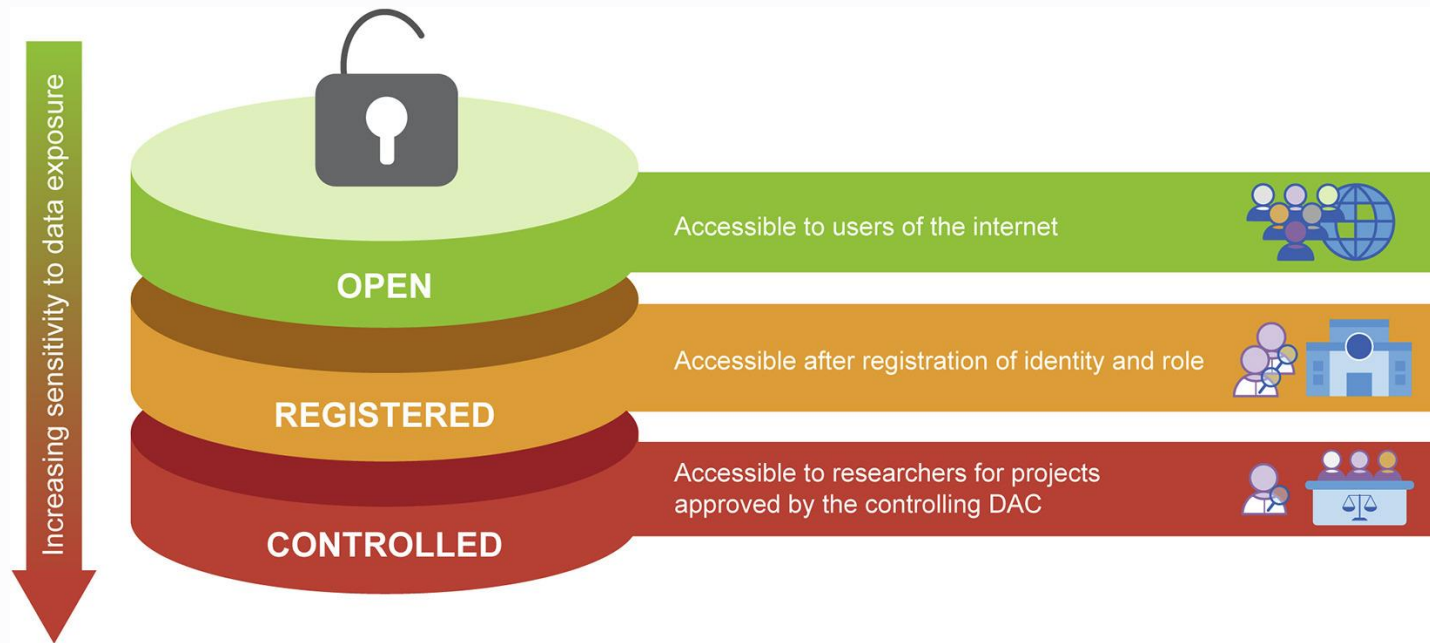 Increasing sensitivity to data exposure
OPEN
Accessible to users of the internet
REGISTERED
Accessible after registration of identity and role
CONTROLLED
Accessible to researchers for projects
approved by the controlling DAC